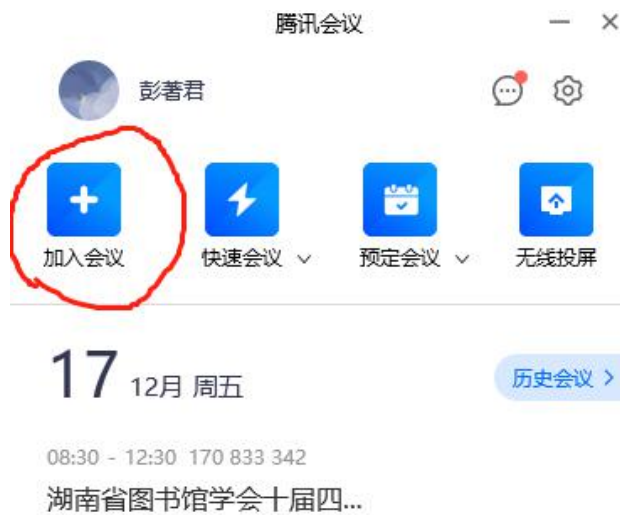 腾讯会议
彭著君
加入会议 快速会议 预定会议 无线投屏
17 12月 周五 历史会议
08:30 - 12:30 170 833 342
湖南省图书馆学会十届四...